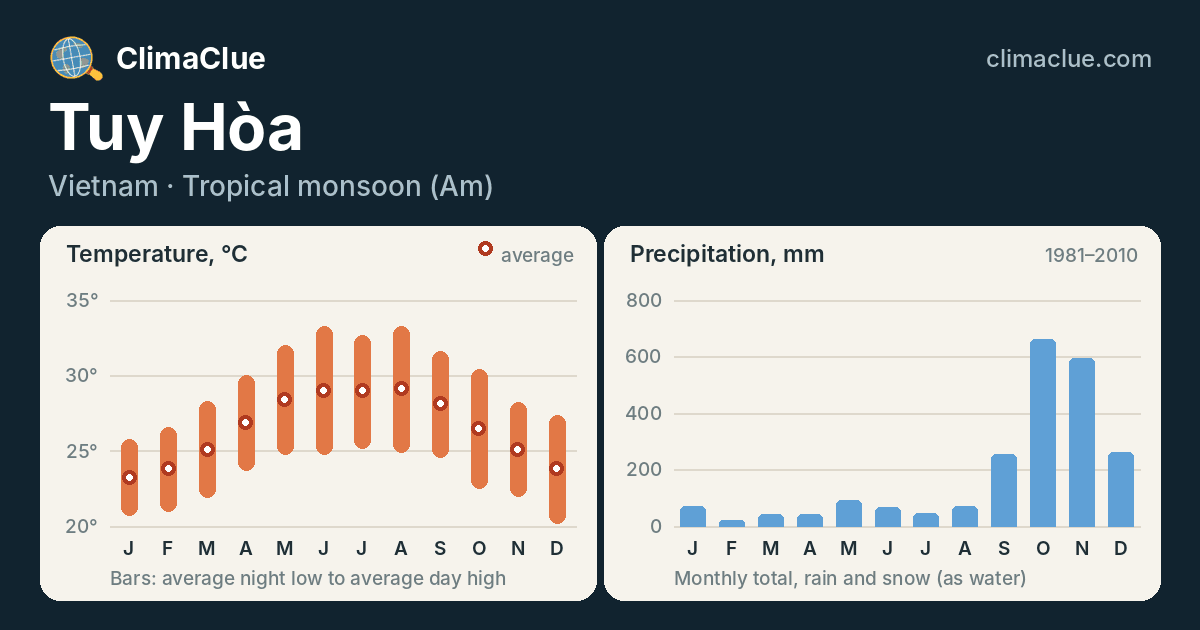 ClimaClue
climaclue.com
Tuy Hòa
Vietnam · Tropical monsoon (Am)
Temperature, °C
average
35°
30°
25°
20°
J F M A M J J A S O N D
Bars: average night low to average day high
Precipitation, mm
1981–2010
800
600
400
200
0
J F M A M J J A S O N D
Monthly total, rain and snow (as water)